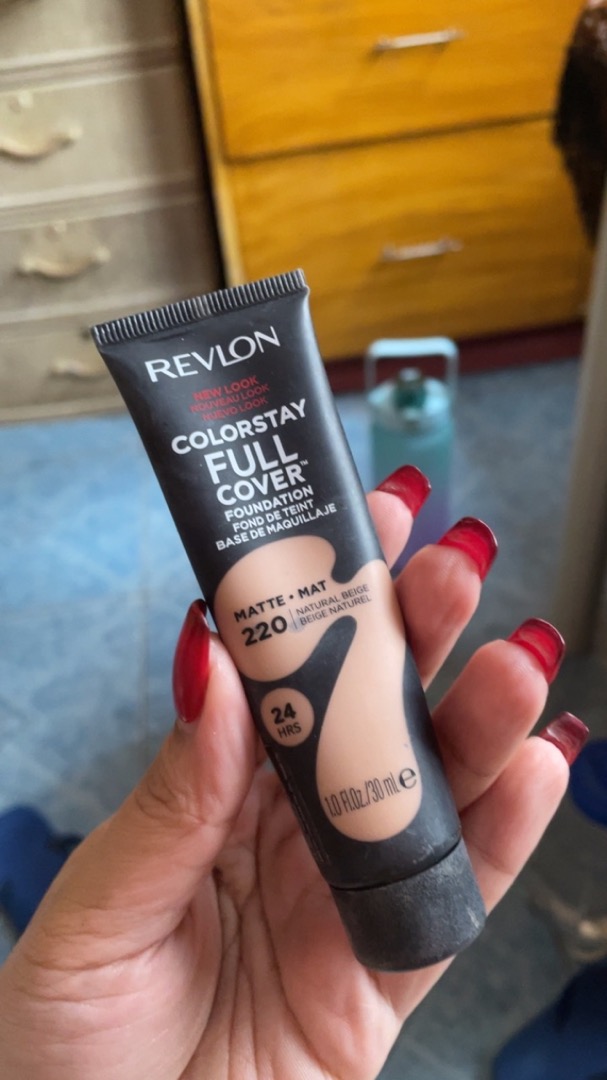 REVLON
NEW LOOK
NOUVEAU LOOK
NUEVO LOOK
COLORSTAY
FULL
COVER™
FOUNDATION
FOND DE TEINT
BASE DE MAQUILLAJE
MATTE • MAT
220 | NATURAL BEIGE
BEIGE NATUREL
24
HRS
1.0 Fl.Oz./30 mL ℮